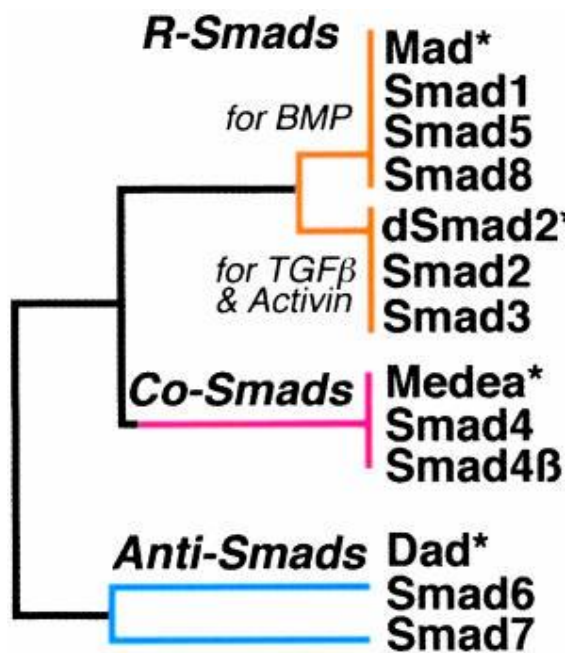 R-Smads
Mad*
Smad1
for BMP
Smad5
Smad8
dSmad2*
for TGFβ
& Activin
Smad2
Smad3
Co-Smads
Medea*
Smad4
Smad4ß
Anti-Smads
Dad*
Smad6
Smad7